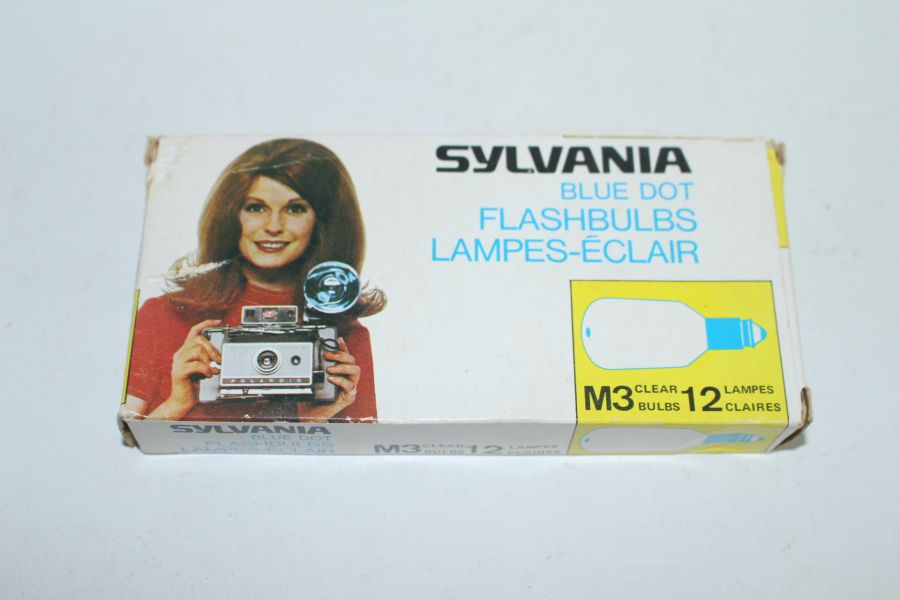 SYLVANIA
BLUE DOT
FLASHBULBS
LAMPES-ÉCLAIR
POLAROID
M3 CLEAR BULBS 12 LAMPES CLAIRES
SYLVANIA
BLUE DOT
FLASHBULBS
LAMPES-ÉCLAIR
M3 CLEAR BULBS 12 LAMPES CLAIRES